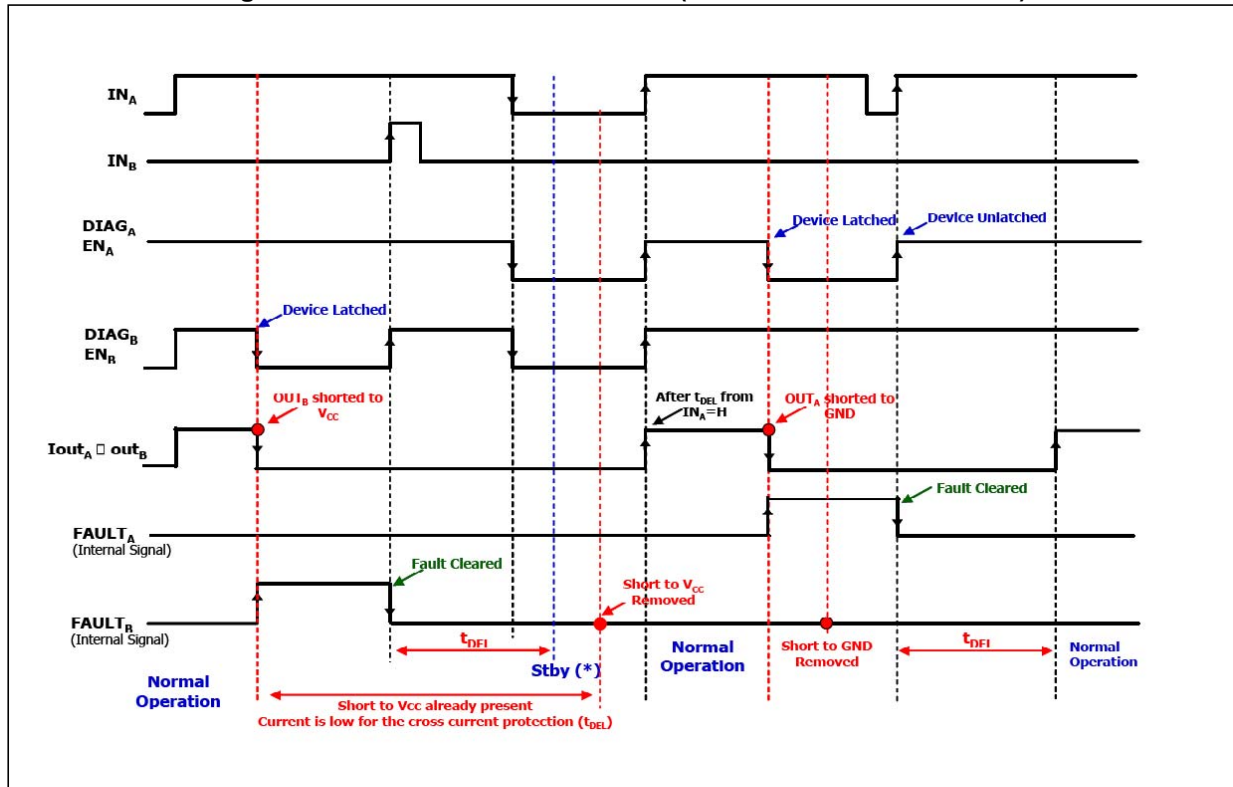 IN_A
IN_B
DIAG_A
EN_A
Device Latched
Device Unlatched
Device Latched
DIAG_B
EN_B
OUT_B shorted to
V_CC
After t_DEL from
IN_A=H
OUT_A shorted to
GND
Iout_A □ out_B
Fault Cleared
FAULT_A
(Internal Signal)
Fault Cleared
Short to V_CC
Removed
FAULT_B
(Internal Signal)
t_DEL
Stby (*)
Normal
Operation
Short to GND
Removed
t_DEL
Normal
Operation
Normal
Operation
Short to Vcc already present
Current is low for the cross current protection (t_DEL)